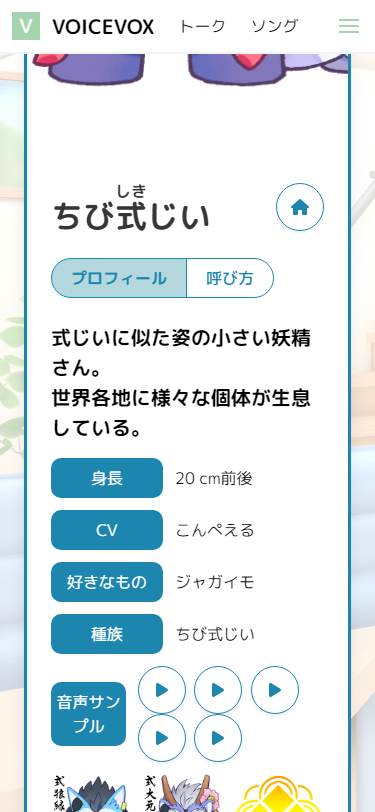 V VOICEVOX トーク ソング
しき
ちび式じい
プロフィール 呼び方
式じいに似た姿の小さい妖精
さん。
世界各地に様々な個体が生息
している。
身長 20 cm前後
CV こんぺえる
好きなもの ジャガイモ
種族 ちび式じい
音声サン
プル